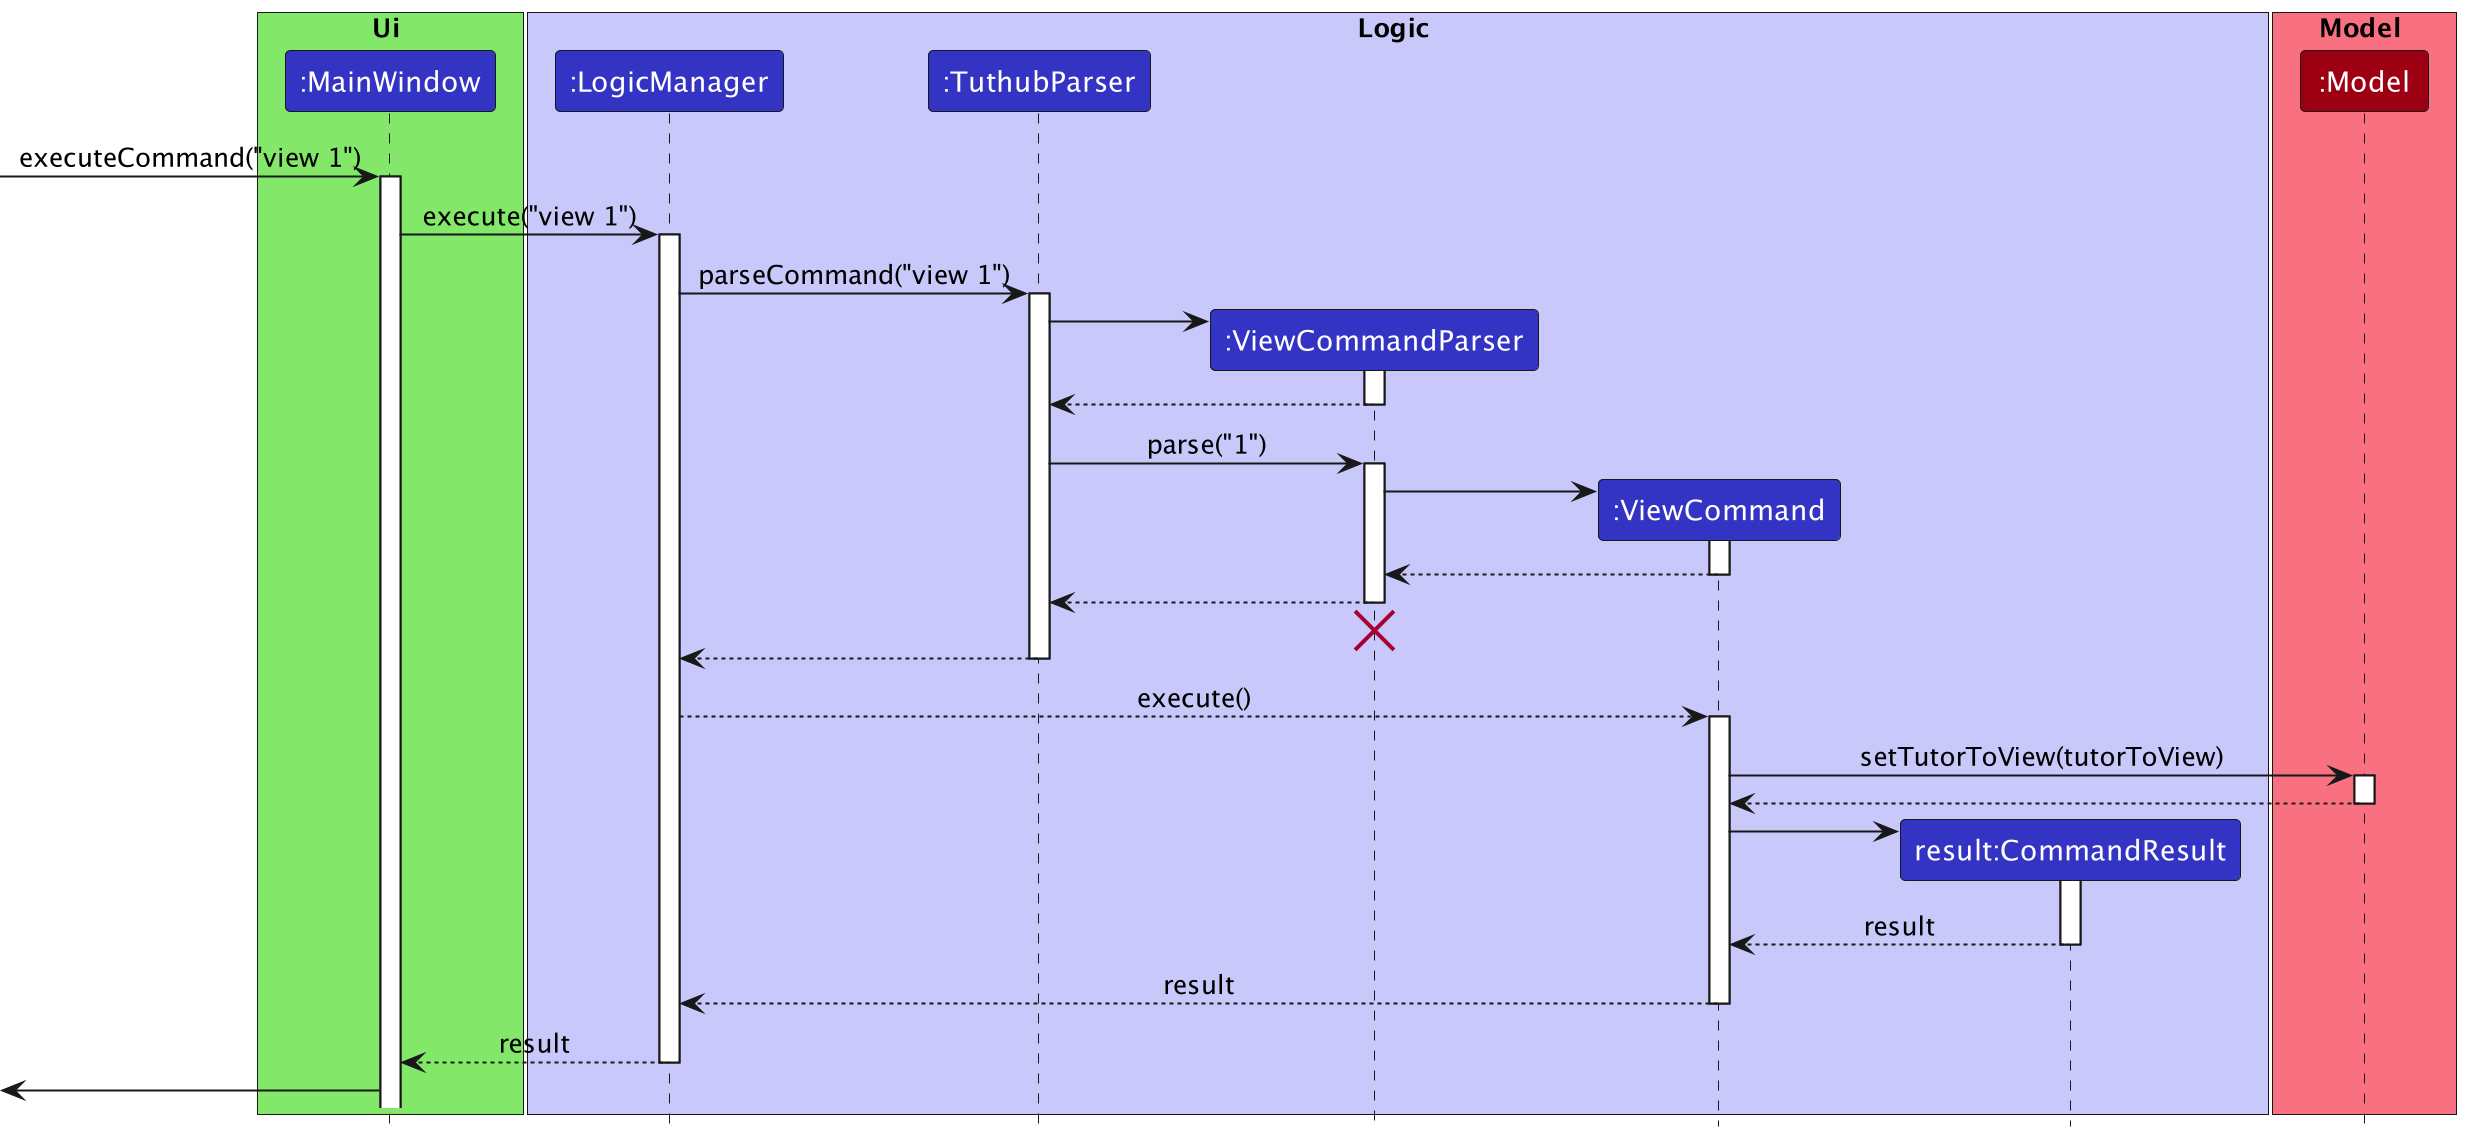 Ui
Logic
Model
:MainWindow
:LogicManager
:TuthubParser
:Model
executeCommand("view 1")
execute("view 1")
parseCommand("view 1")
:ViewCommandParser
parse("1")
:ViewCommand
execute()
setTutorToView(tutorToView)
result:CommandResult
result
result
result